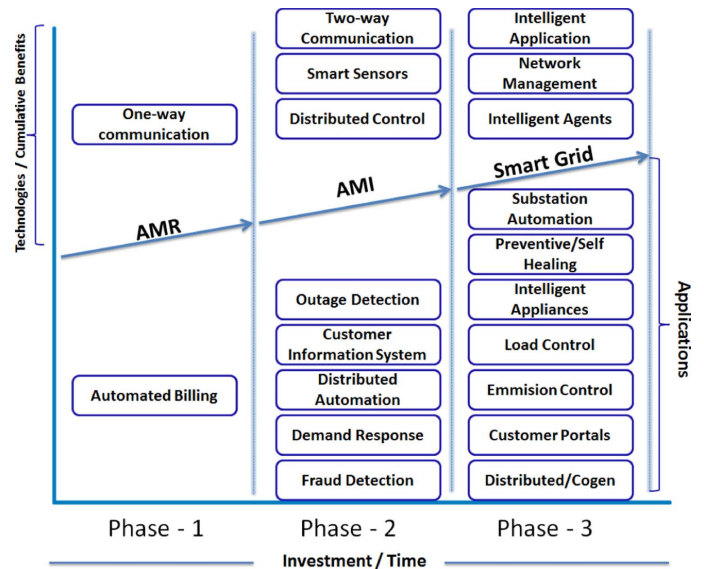 Technologies / Cumulative Benefits
One-way
communication
AMR
Automated Billing
Two-way
Communication
Smart Sensors
Distributed Control
AMI
Outage Detection
Customer
Information System
Distributed
Automation
Demand Response
Fraud Detection
Intelligent
Application
Network
Management
Intelligent Agents
Smart Grid
Substation
Automation
Preventive/Self
Healing
Intelligent
Appliances
Load Control
Emmision Control
Customer Portals
Distributed/Cogen
Applications
Phase - 1
Phase - 2
Phase - 3
Investment / Time